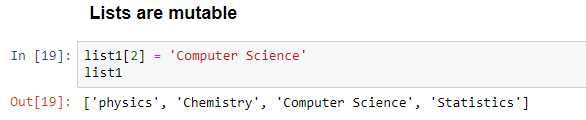 Lists are mutable
In [19]: list1[2] = 'Computer Science'
list1
Out[19]: ['physics', 'Chemistry', 'Computer Science', 'Statistics']